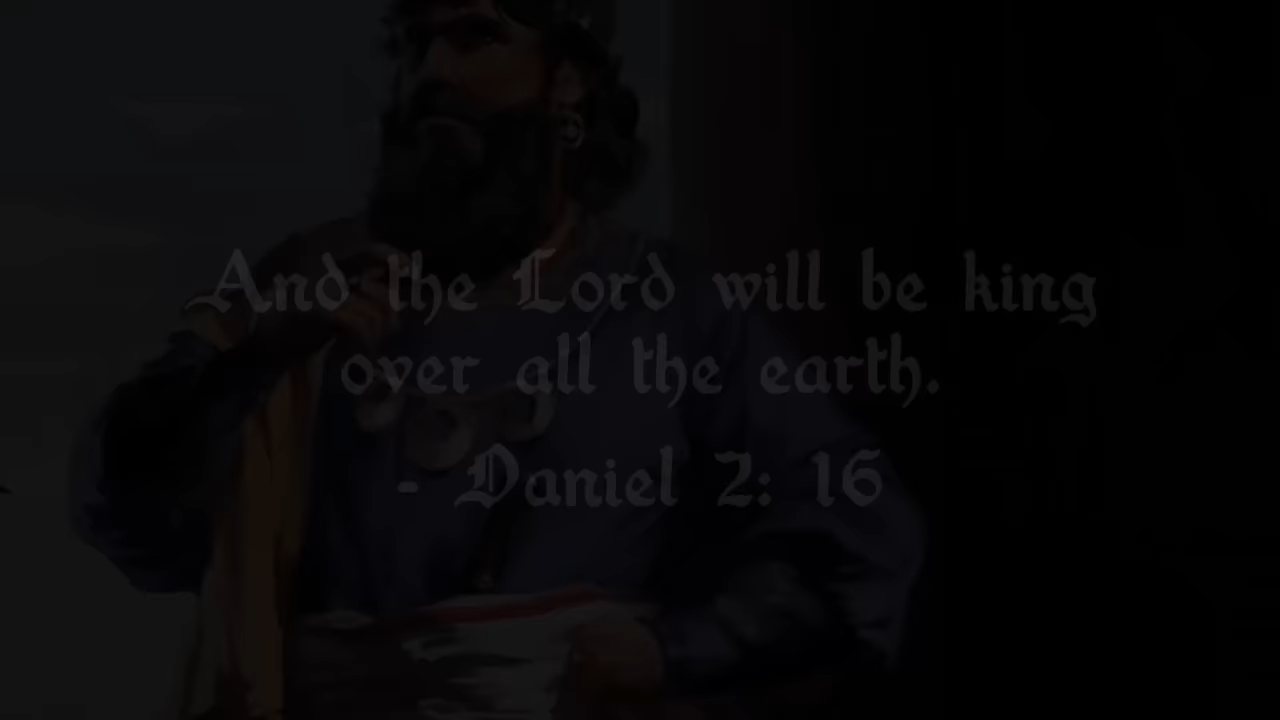 And the Lord will be king
over all the earth.
- Daniel 2: 16